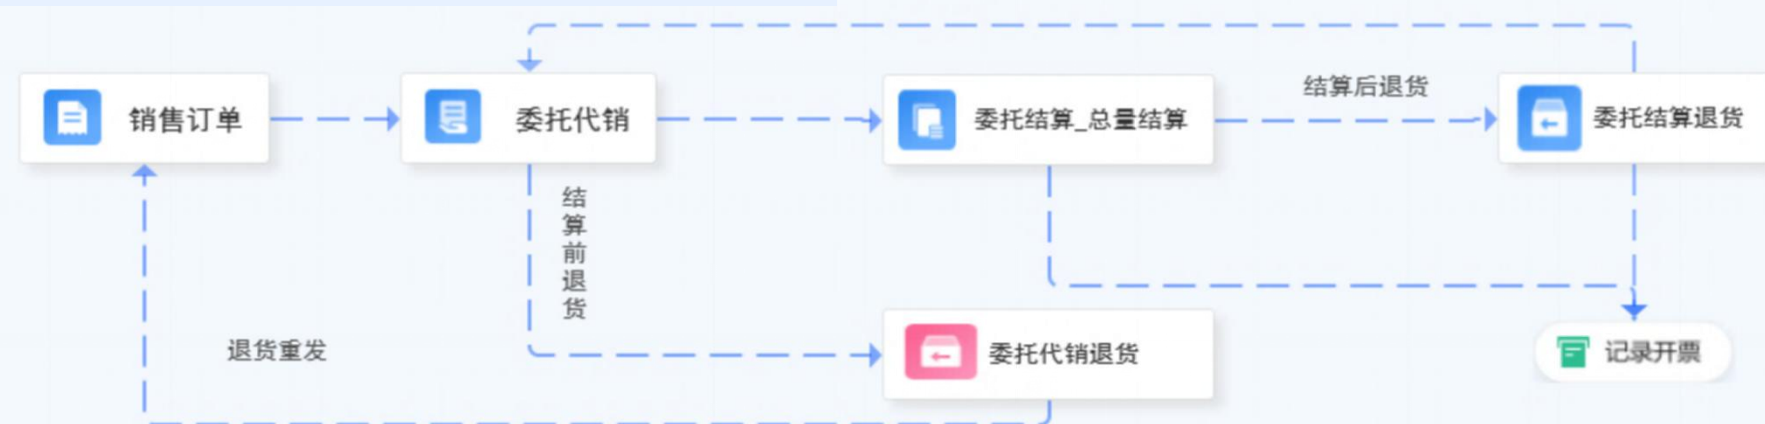 销售订单
委托代销
委托结算_总量结算
结算后退货
委托结算退货
结算前退货
退货重发
委托代销退货
记录开票